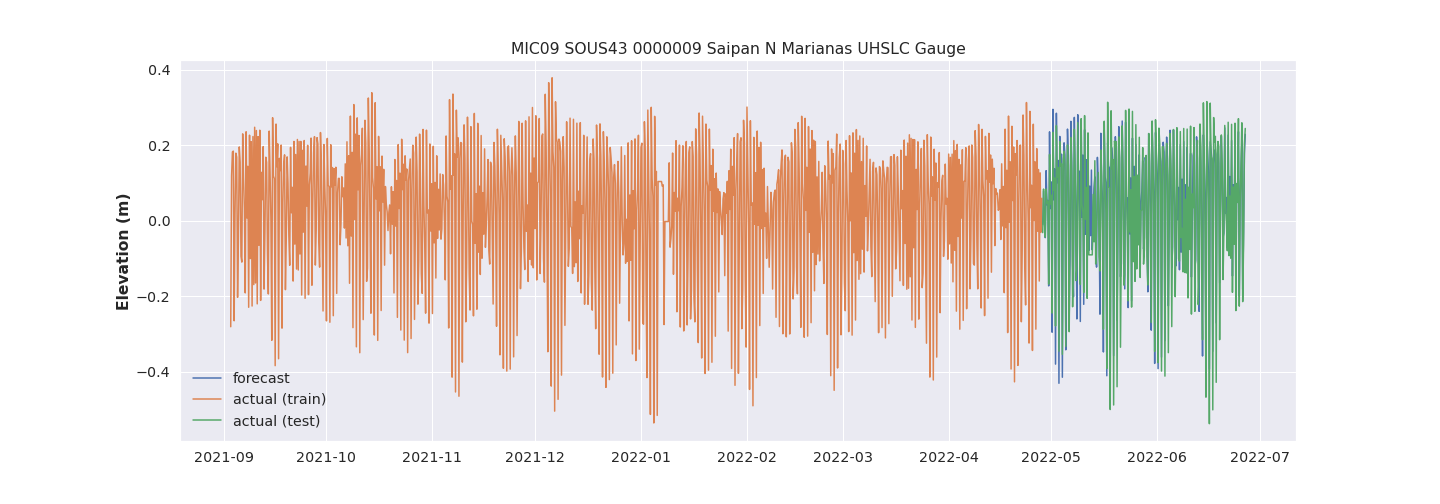 MIC09 SOUS43 0000009 Saipan N Marianas UHSLC Gauge
0.4
0.2
0.0
−0.2
−0.4
Elevation (m)
forecast
actual (train)
actual (test)
2021-09 2021-10 2021-11 2021-12 2022-01 2022-02 2022-03 2022-04 2022-05 2022-06 2022-07